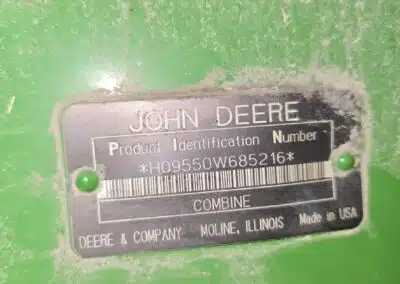 JOHN DEERE
Product Identification Number
*H09550W685216*
COMBINE
DEERE & COMPANY MOLINE, ILLINOIS Made in USA